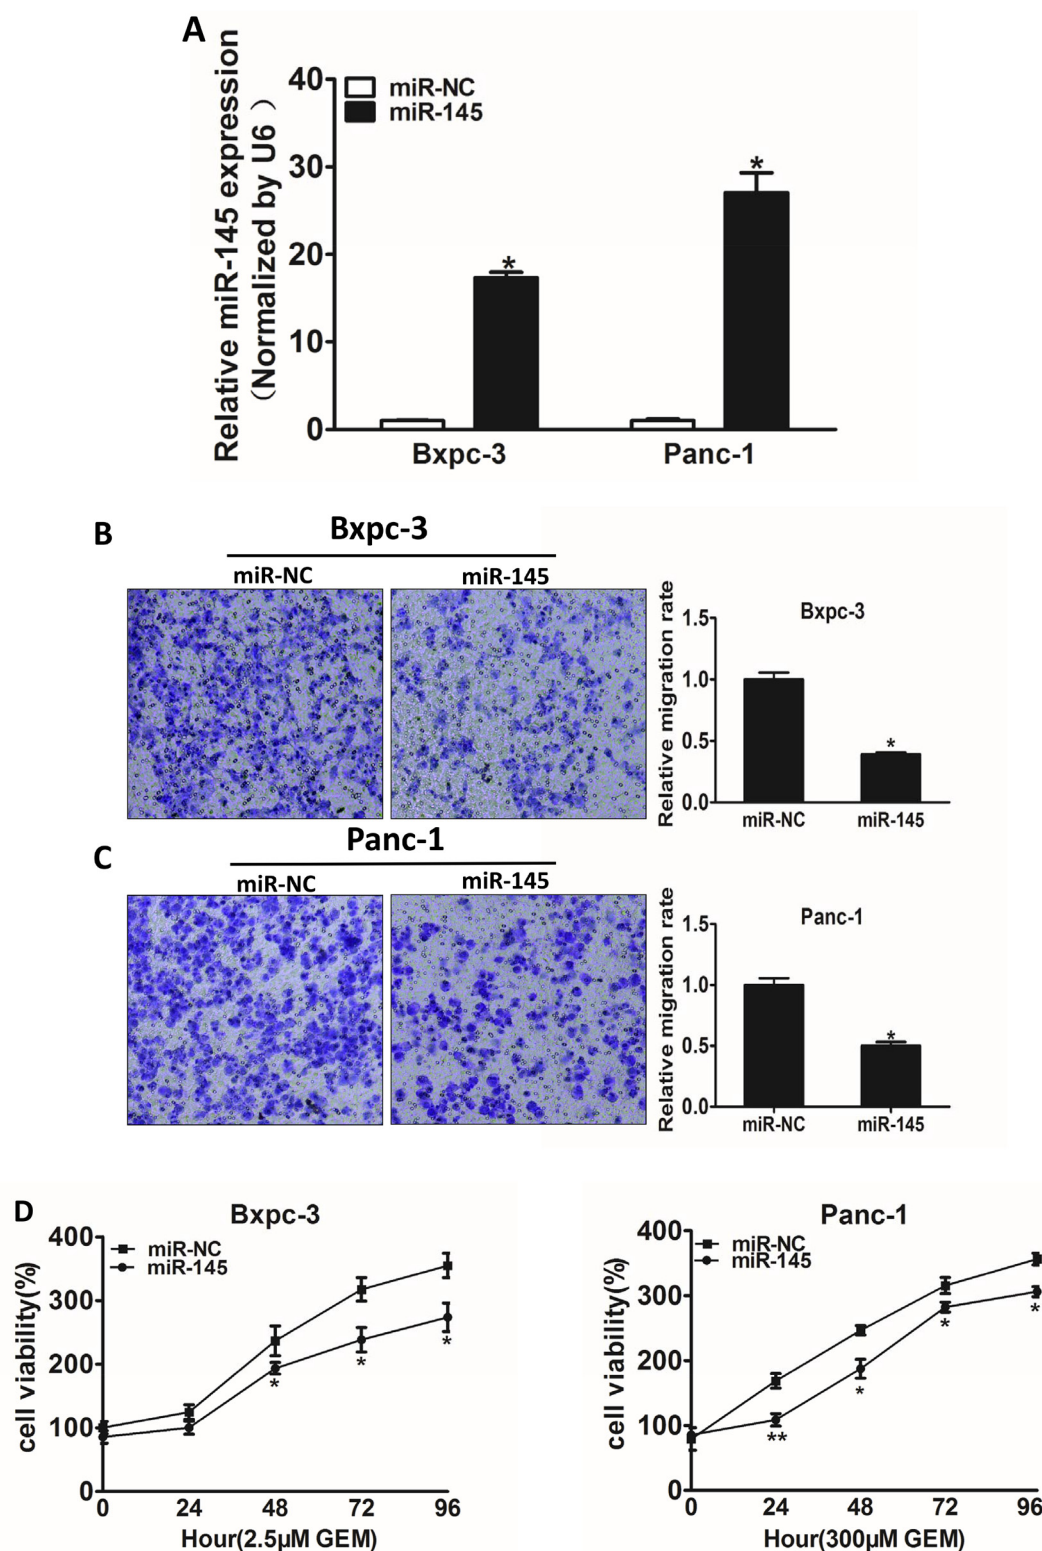 A
Relative miR-145 expression
（Normalized by U6 ）
40
30
20
10
0
miR-NC
miR-145
*
*
Bxpc-3
Panc-1
B
Bxpc-3
miR-NC
miR-145
Relative migration rate
1.5
1.0
0.5
0.0
Bxpc-3
*
miR-NC
miR-145
C
Panc-1
miR-NC
miR-145
Relative migration rate
1.5
1.0
0.5
0.0
Panc-1
*
miR-NC
miR-145
D
Bxpc-3
cell viability(%)
400
300
200
100
0
miR-NC
miR-145
*
*
*
0 24 48 72 96
Hour(2.5µM GEM)
Panc-1
cell viability(%)
400
300
200
100
0
miR-NC
miR-145
**
*
*
*
0 24 48 72 96
Hour(300µM GEM)